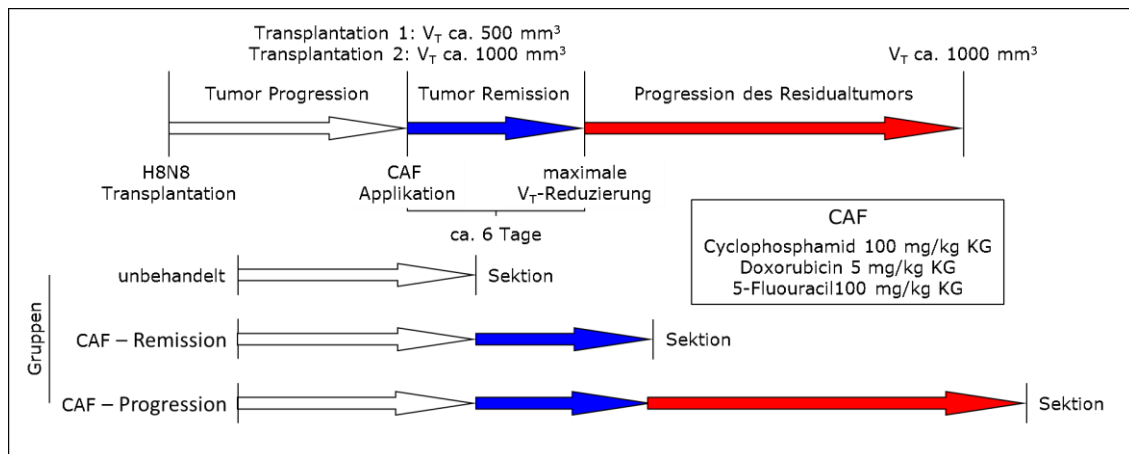 Transplantation 1: V_T ca. 500 mm³
Transplantation 2: V_T ca. 1000 mm³
V_T ca. 1000 mm³
Tumor Progression
Tumor Remission
Progression des Residualtumors
H8N8
Transplantation
CAF
Applikation
maximale
V_T-Reduzierung
ca. 6 Tage
CAF
Cyclophosphamid 100 mg/kg KG
Doxorubicin 5 mg/kg KG
5-Fluouracil100 mg/kg KG
Gruppen
unbehandelt
Sektion
CAF – Remission
Sektion
CAF – Progression
Sektion